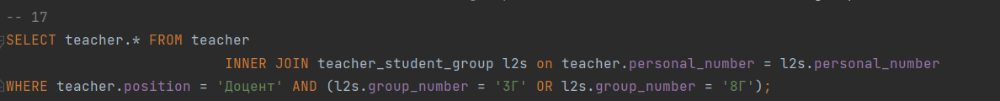 -- 17
SELECT teacher.* FROM teacher
INNER JOIN teacher_student_group l2s on teacher.personal_number = l2s.personal_number
WHERE teacher.position = 'Доцент' AND (l2s.group_number = '3Г' OR l2s.group_number = '8Г');